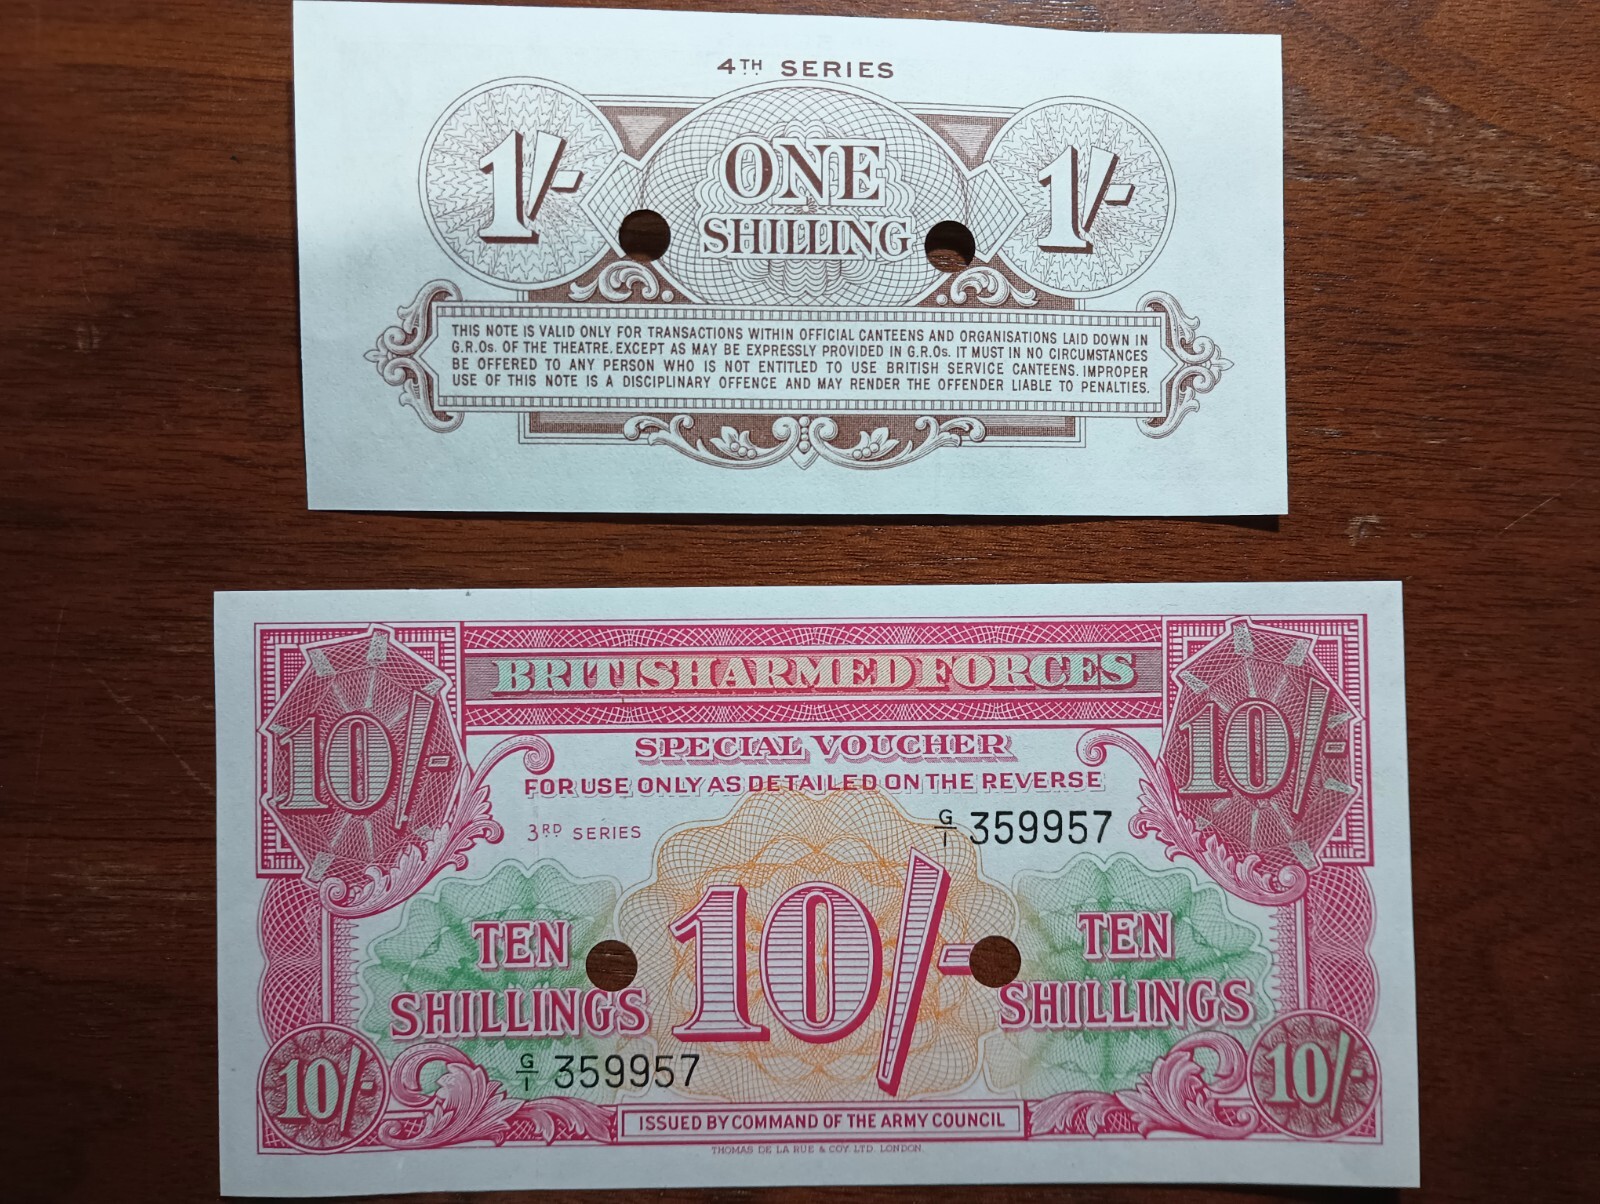 4TH SERIES
1/- ONE 1/-
SHILLING
THIS NOTE IS VALID ONLY FOR TRANSACTIONS WITHIN OFFICIAL CANTEENS AND ORGANISATIONS LAID DOWN IN
G.R.Os. OF THE THEATRE. EXCEPT AS MAY BE EXPRESSLY PROVIDED IN G.R.Os. IT MUST IN NO CIRCUMSTANCES
BE OFFERED TO ANY PERSON WHO IS NOT ENTITLED TO USE BRITISH SERVICE CANTEENS. IMPROPER
USE OF THIS NOTE IS A DISCIPLINARY OFFENCE AND MAY RENDER THE OFFENDER LIABLE TO PENALTIES.
BRITISH ARMED FORCES
10/- 10/-
SPECIAL VOUCHER
FOR USE ONLY AS DETAILED ON THE REVERSE
3RD SERIES
G/1 359957
TEN 10/- TEN
SHILLINGS SHILLINGS
G/1 359957
10/- 10/-
ISSUED BY COMMAND OF THE ARMY COUNCIL
THOMAS DE LA RUE & COY. LTD. LONDON.